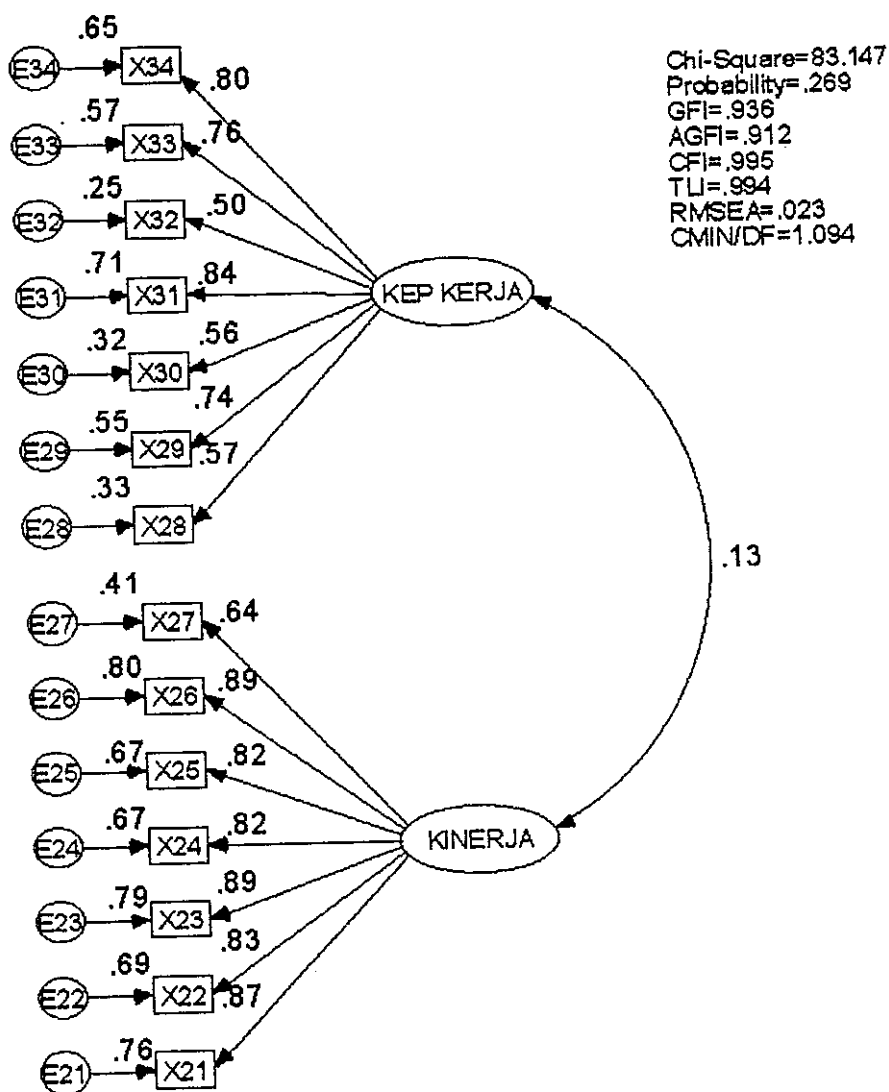 .65
E34 X34 .80
.57
E33 X33 .76
.25
E32 X32 .50
.71
E31 X31 .84
KEP KERJA
.32 .56
E30 X30
.55 .74
E29 X29 .57
.33
E28 X28
Chi-Square=83.147
Probability=.269
GFI=.936
AGFI=.912
CFI=.995
TLI=.994
RMSEA=.023
CMIN/DF=1.094
.13
.41
E27 X27 .64
.80
E26 X26 .89
.67
E25 X25 .82
.67
E24 X24 .82
KINERJA
.79 .89
E23 X23
.69 .83
E22 X22 .87
.76
E21 X21